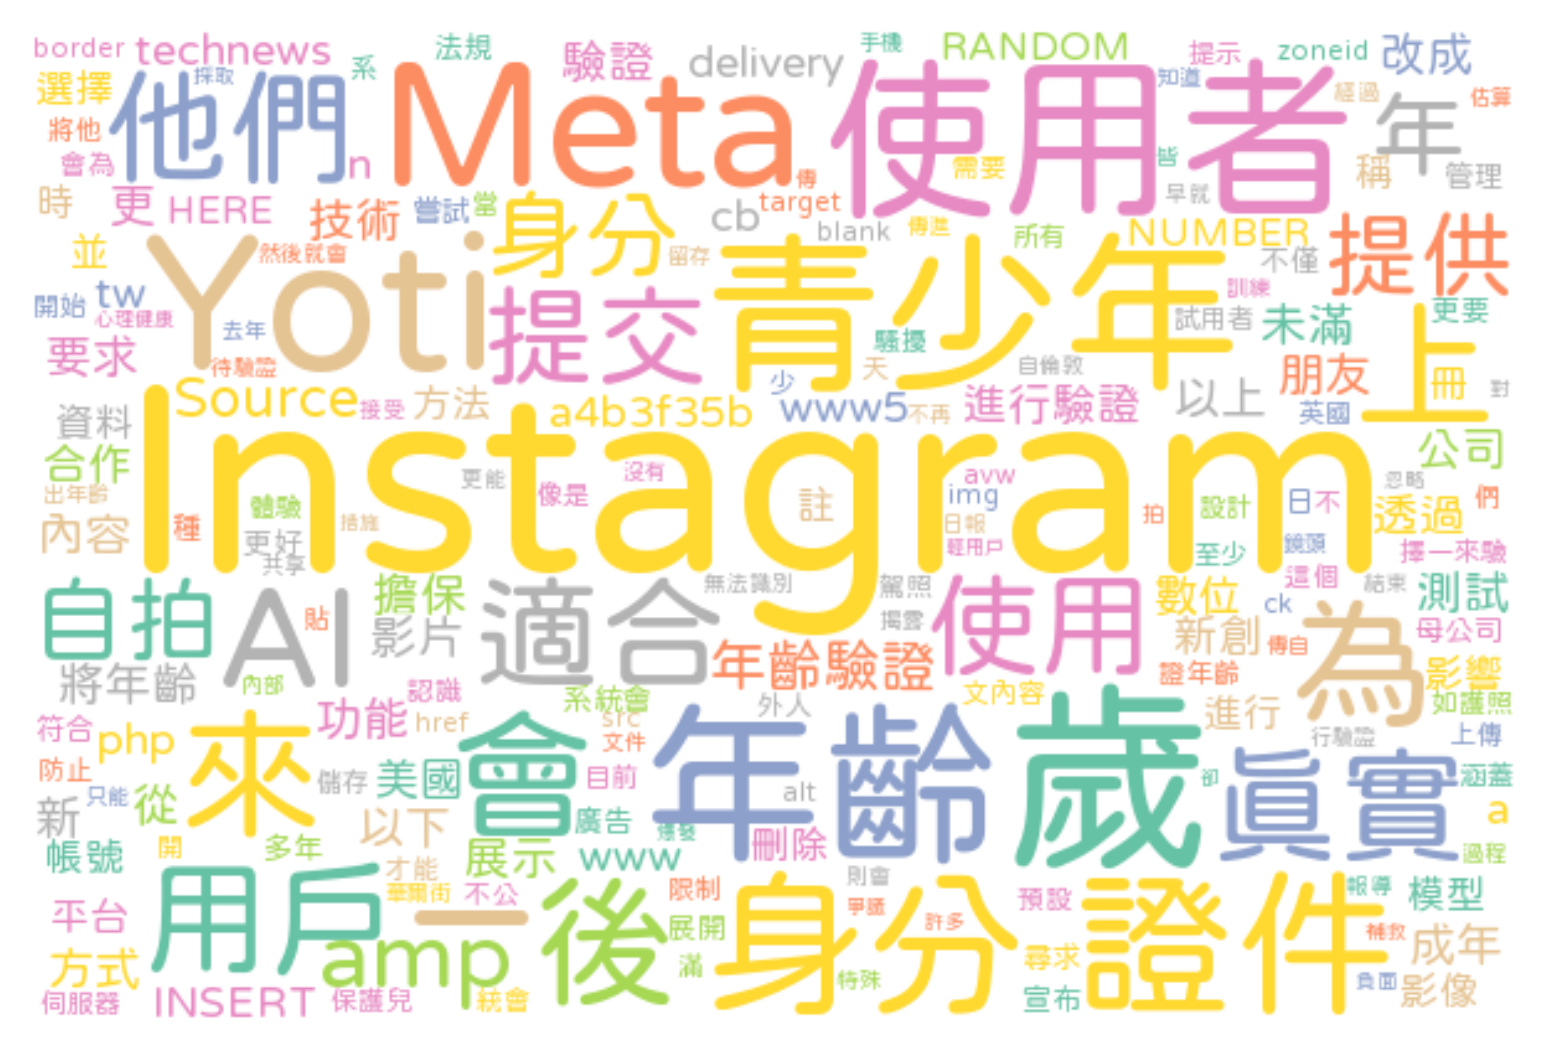 border technews 系 法規 驗證 delivery 手機 RANDOM 提示 zoneid 改成
選擇 採取 他們 Meta 使用者 知道 經過 估算
將他 年
會為 n 傳 需要 皆 稱 管理
時 更 HERE 技術 嘗試 當 身分 cb target 早就
blank 傳進 所有 NUMBER 不僅 提供
並 Yoti 然後就會 留存 青少年
開始 tw 心理健康 去年 提交 訓練 試用者 未滿 更要
要求 待驗證 騷擾 天 自倫敦 朋友 上 冊 對
Source 接受 方法 a4b3f35b 少 www5 不再 進行驗證 以上 英國
資料 Instagram 公司
合作 更能 沒有 像是 avw 忽略
出年齡 體驗 註 img 日不 們
內容 種 措施 日報 拍 設計 透過
更好 輕用戶 至少 鏡頭 擇一來驗
共享 無法識別 駕照 這個 結束
自拍 AI 貼 擔保 適合 使用 數位 ck 測試
影片 揭露 新創 傳自 為 母公司
將年齡 內部 認識 年齡驗證 證年齡 影響
系統會 外人 文內容 進行 如護照
符合 php 來 功能 href 會 src 年齡 歲 行驗證 上傳
防止 文件 涵蓋
只能 儲存 美國 目前 alt 卻 真實
新 從 以下 廣告 a
帳號 開 多年 才能 展示 www 刪除 過程
用戶 華爾街 不公 限制 則會 預設 報導 模型
平台 一 後 展開 爭議 身分證件 許多 補救 成年
方式 amp 滿 特殊 尋求 負面
伺服器 INSERT 保護兒 統會 宣布 影像